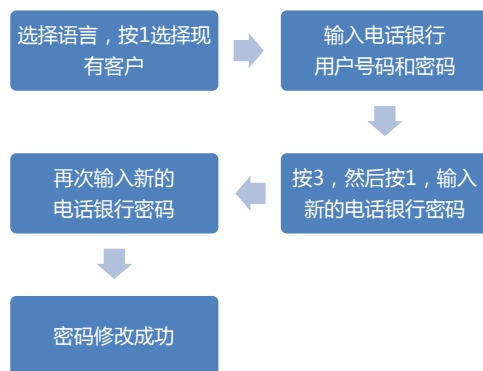 选择语言，按1选择现
有客户
输入电话银行
用户号码和密码
按3，然后按1，输入
新的电话银行密码
再次输入新的
电话银行密码
密码修改成功